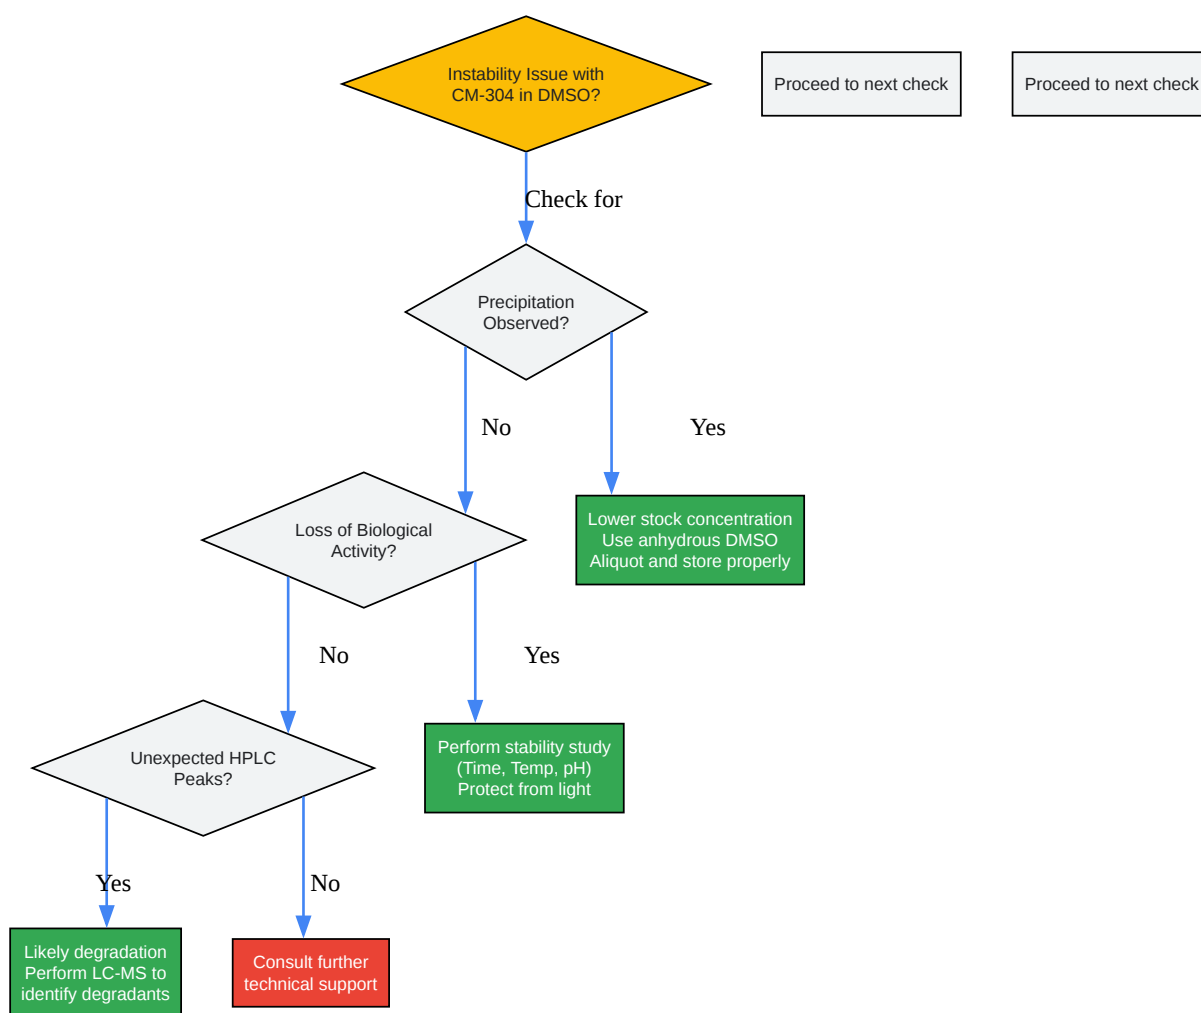 Instability Issue with
CM-304 in DMSO?
Proceed to next check
Proceed to next check
Check for
Precipitation
Observed?
No
Yes
Lower stock concentration
Use anhydrous DMSO
Aliquot and store properly
Loss of Biological
Activity?
No
Yes
Perform stability study
(Time, Temp, pH)
Protect from light
Unexpected HPLC
Peaks?
Yes
No
Likely degradation
Perform LC-MS to
identify degradants
Consult further
technical support